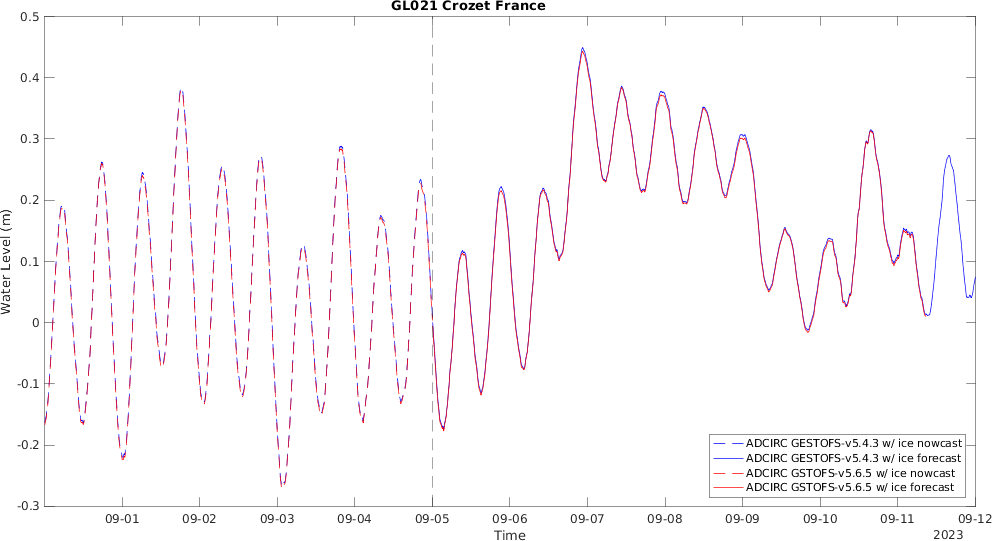 GL021 Crozet France
0.5
0.4
0.3
0.2
0.1
0
-0.1
-0.2
-0.3
Water Level (m)
ADCIRC GESTOFS-v5.4.3 w/ ice nowcast
ADCIRC GESTOFS-v5.4.3 w/ ice forecast
ADCIRC GSTOFS-v5.6.5 w/ ice nowcast
ADCIRC GSTOFS-v5.6.5 w/ ice forecast
09-01 09-02 09-03 09-04 09-05 09-06 09-07 09-08 09-09 09-10 09-11 09-12
Time
2023